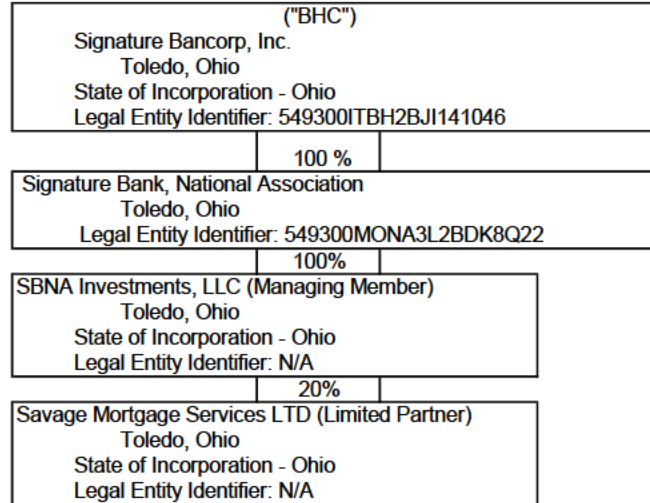 ("BHC")
Signature Bancorp, Inc.
Toledo, Ohio
State of Incorporation - Ohio
Legal Entity Identifier: 549300ITBH2BJI141046
100 %
Signature Bank, National Association
Toledo, Ohio
Legal Entity Identifier: 549300MONA3L2BDK8Q22
100%
SBNA Investments, LLC (Managing Member)
Toledo, Ohio
State of Incorporation - Ohio
Legal Entity Identifier: N/A
20%
Savage Mortgage Services LTD (Limited Partner)
Toledo, Ohio
State of Incorporation - Ohio
Legal Entity Identifier: N/A